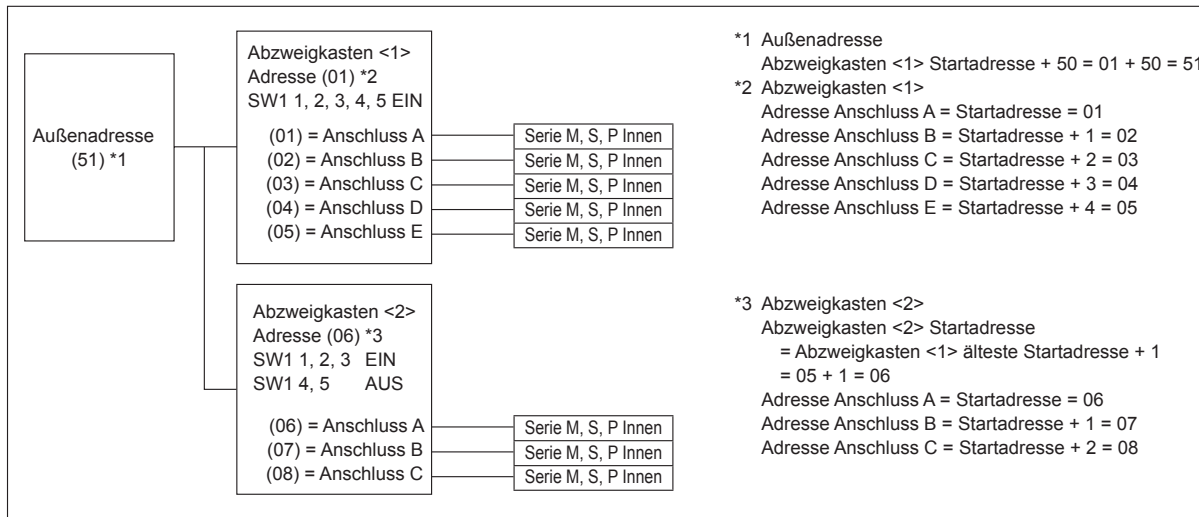 Außenadresse
(51) *1
Abzweigkasten <1>
Adresse (01) *2
SW1 1, 2, 3, 4, 5 EIN
(01) = Anschluss A
(02) = Anschluss B
(03) = Anschluss C
(04) = Anschluss D
(05) = Anschluss E
Serie M, S, P Innen
Serie M, S, P Innen
Serie M, S, P Innen
Serie M, S, P Innen
Serie M, S, P Innen
Abzweigkasten <2>
Adresse (06) *3
SW1 1, 2, 3 EIN
SW1 4, 5 AUS
(06) = Anschluss A
(07) = Anschluss B
(08) = Anschluss C
Serie M, S, P Innen
Serie M, S, P Innen
Serie M, S, P Innen
*1 Außenadresse
Abzweigkasten <1> Startadresse + 50 = 01 + 50 = 51
*2 Abzweigkasten <1>
Adresse Anschluss A = Startadresse = 01
Adresse Anschluss B = Startadresse + 1 = 02
Adresse Anschluss C = Startadresse + 2 = 03
Adresse Anschluss D = Startadresse + 3 = 04
Adresse Anschluss E = Startadresse + 4 = 05
*3 Abzweigkasten <2>
Abzweigkasten <2> Startadresse
= Abzweigkasten <1> älteste Startadresse + 1
= 05 + 1 = 06
Adresse Anschluss A = Startadresse = 06
Adresse Anschluss B = Startadresse + 1 = 07
Adresse Anschluss C = Startadresse + 2 = 08